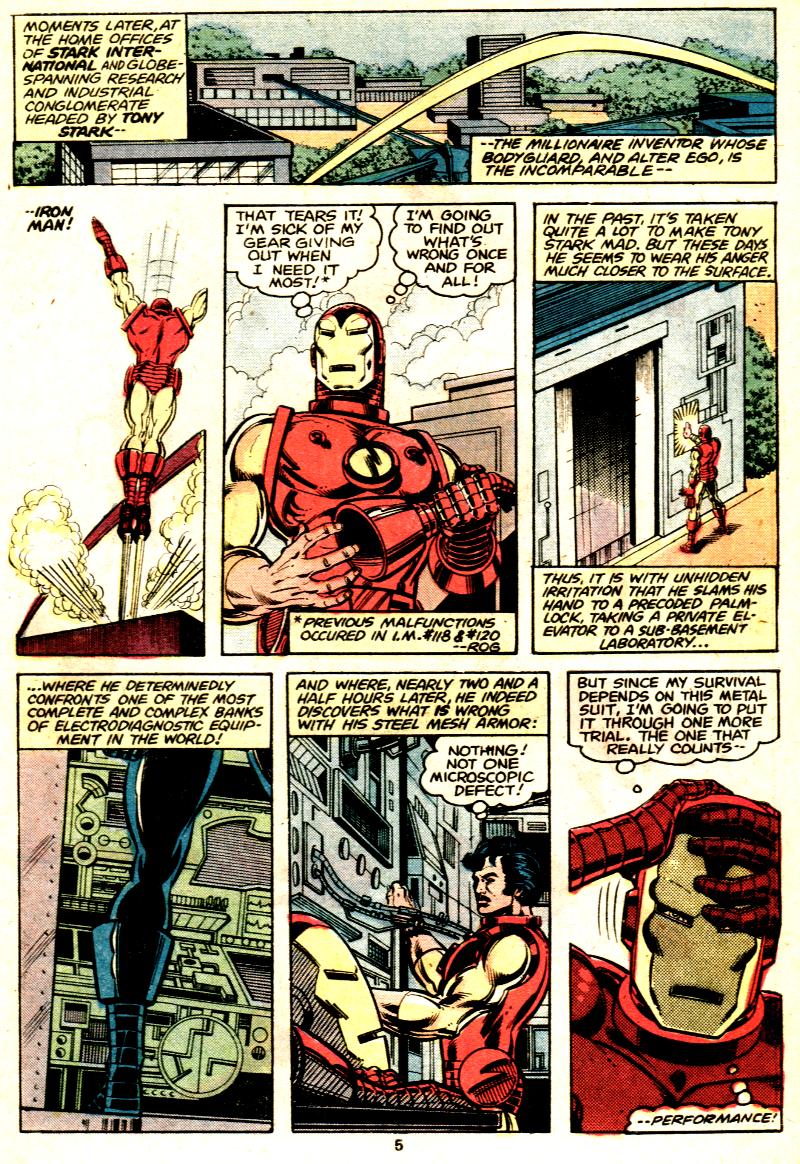 MOMENTS LATER, AT
THE HOME OFFICES
OF STARK INTER-
NATIONAL AND GLOBE-
SPANNING RESEARCH
AND INDUSTRIAL
CONGLOMERATE
HEADED BY TONY
STARK--
--THE MILLIONAIRE INVENTOR WHOSE
BODYGUARD, AND ALTER EGO, IS
THE INCOMPARABLE--
--IRON
MAN!
THAT TEARS IT!
I'M SICK OF MY
GEAR GIVING
OUT WHEN
I NEED IT
MOST!*
I'M GOING
TO FIND OUT
WHAT'S
WRONG ONCE
AND FOR
ALL!
*PREVIOUS MALFUNCTIONS
OCCURED IN I.M. #118 & #120
--ROG
IN THE PAST, IT'S TAKEN
QUITE A LOT TO MAKE TONY
STARK MAD. BUT THESE DAYS
HE SEEMS TO WEAR HIS ANGER
MUCH CLOSER TO THE SURFACE.
THUS, IT IS WITH UNHIDDEN
IRRITATION THAT HE SLAMS HIS
HAND TO A PRECODED PALM-
LOCK, TAKING A PRIVATE EL-
EVATOR TO A SUB-BASEMENT
LABORATORY...
...WHERE HE DETERMINEDLY
CONFRONTS ONE OF THE MOST
COMPLETE AND COMPLEX BANKS
OF ELECTRODIAGNOSTIC EQUIP-
MENT IN THE WORLD!
AND WHERE, NEARLY TWO AND A
HALF HOURS LATER, HE INDEED
DISCOVERS WHAT IS WRONG
WITH HIS STEEL MESH ARMOR:
NOTHING!
NOT ONE
MICROSCOPIC
DEFECT!
BUT SINCE MY SURVIVAL
DEPENDS ON THIS METAL
SUIT, I'M GOING TO PUT
IT THROUGH ONE MORE
TRIAL. THE ONE THAT
REALLY COUNTS--
--PERFORMANCE!
5